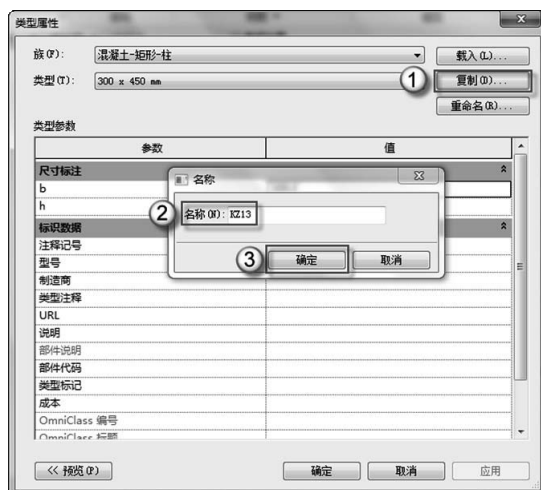 类型属性
族(F):
混凝土-矩形-柱
载入(L)...
类型(T):
300 x 450 mm
①
复制(D)...
重命名(R)...
类型参数
参数
值
尺寸标注
b
h
名称
②
名称(N): KZ13
③
确定
取消
标识数据
注释记号
型号
制造商
类型注释
URL
说明
部件说明
部件代码
类型标记
成本
OmniClass 编号
OmniClass 标题
<< 预览(P)
确定
取消
应用